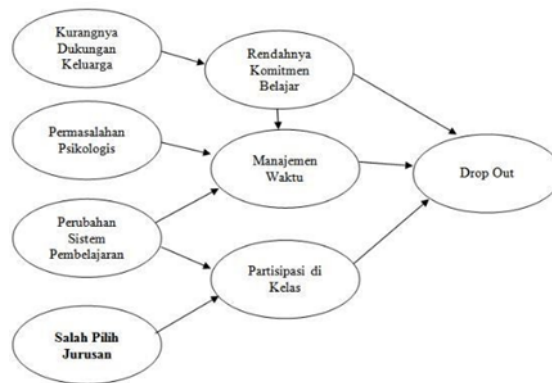 Kurangnya
Dukungan
Keluarga
Rendahnya
Komitmen
Belajar
Permasalahan
Psikologis
Manajemen
Waktu
Drop Out
Perubahan
Sistem
Pembelajaran
Partisipasi di
Kelas
Salah Pilih
Jurusan